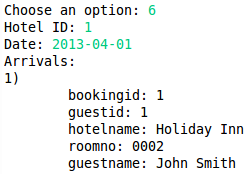 Choose an option: 6
Hotel ID: 1
Date: 2013-04-01
Arrivals:
1)
bookingid: 1
guestid: 1
hotelname: Holiday Inn
roomno: 0002
guestname: John Smith